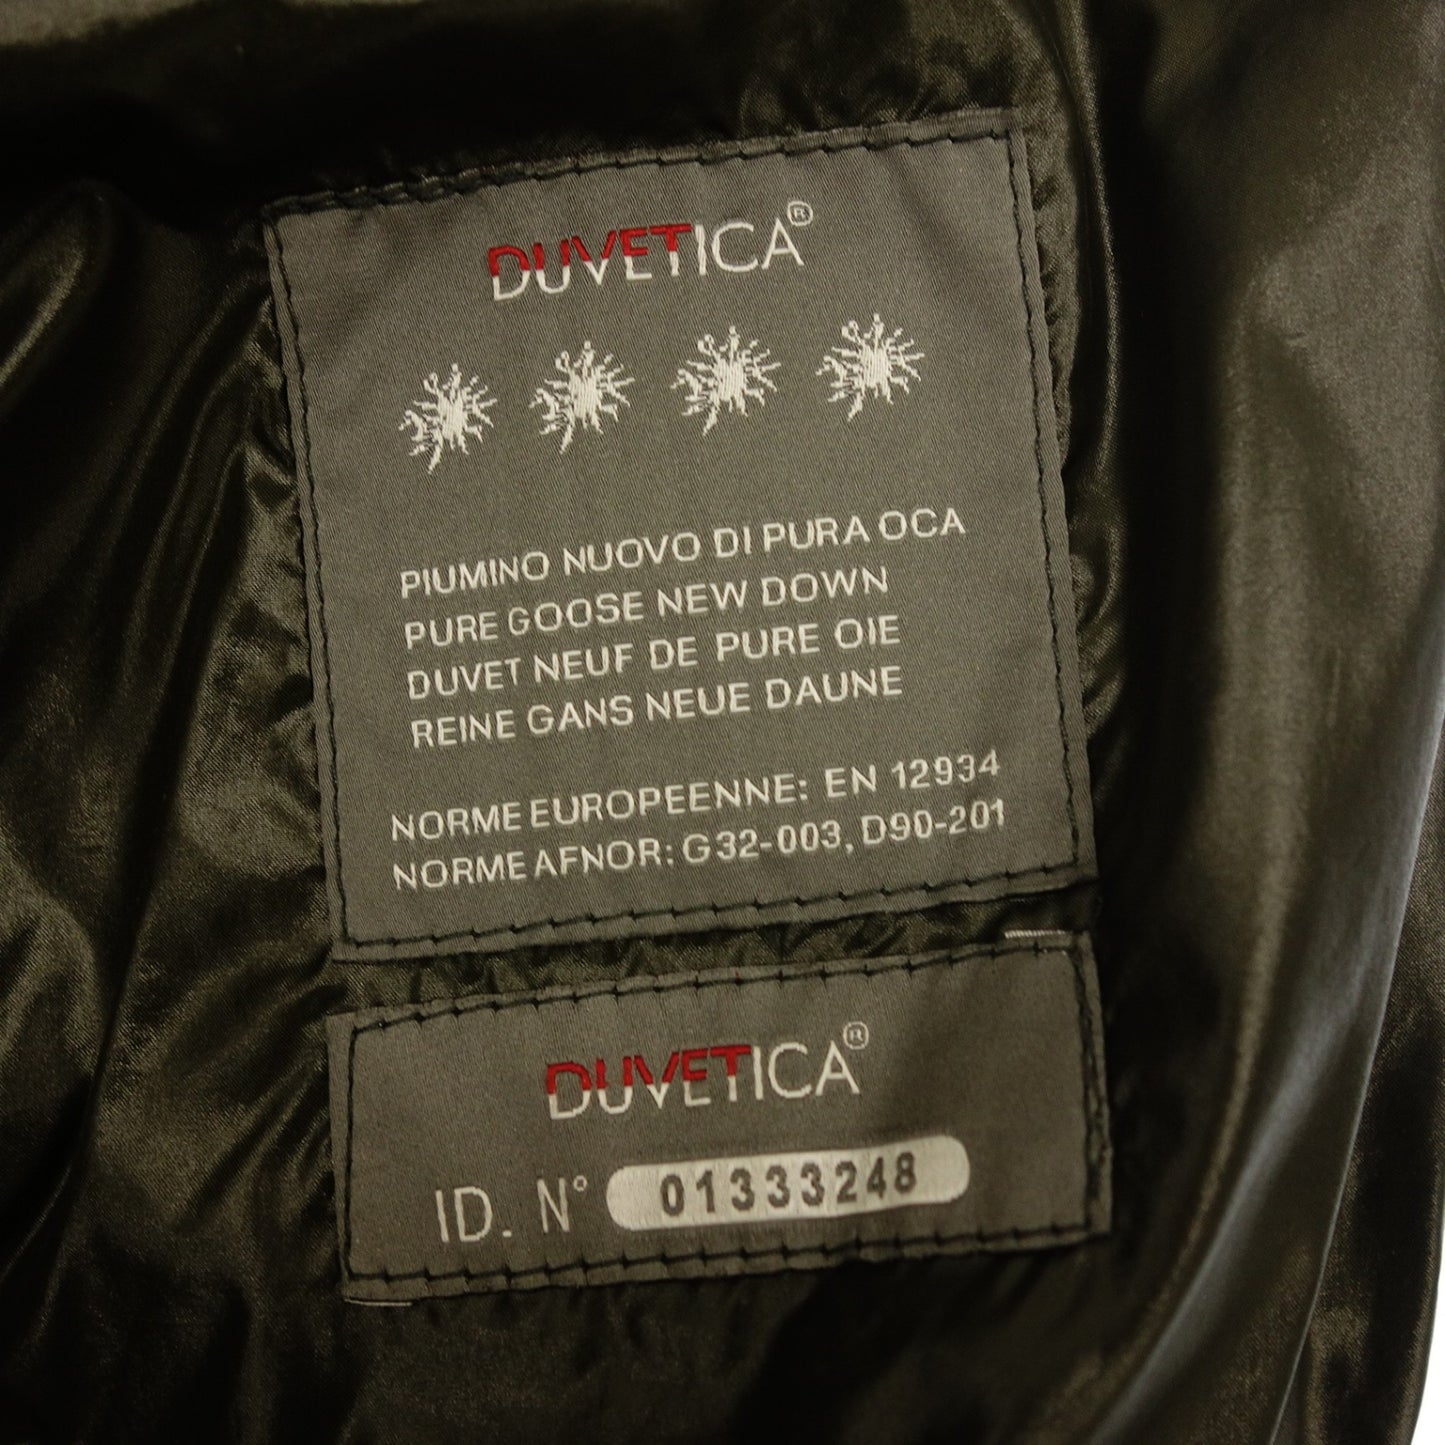 DUVETICA®
PIUMINO NUOVO DI PURA OCA
PURE GOOSE NEW DOWN
DUVET NEUF DE PURE OIE
REINE GANS NEUE DAUNE
NORME EUROPEENNE: EN 12934
NORME AFNOR: G32-003, D90-201
DUVETICA®
ID. N° 01333248